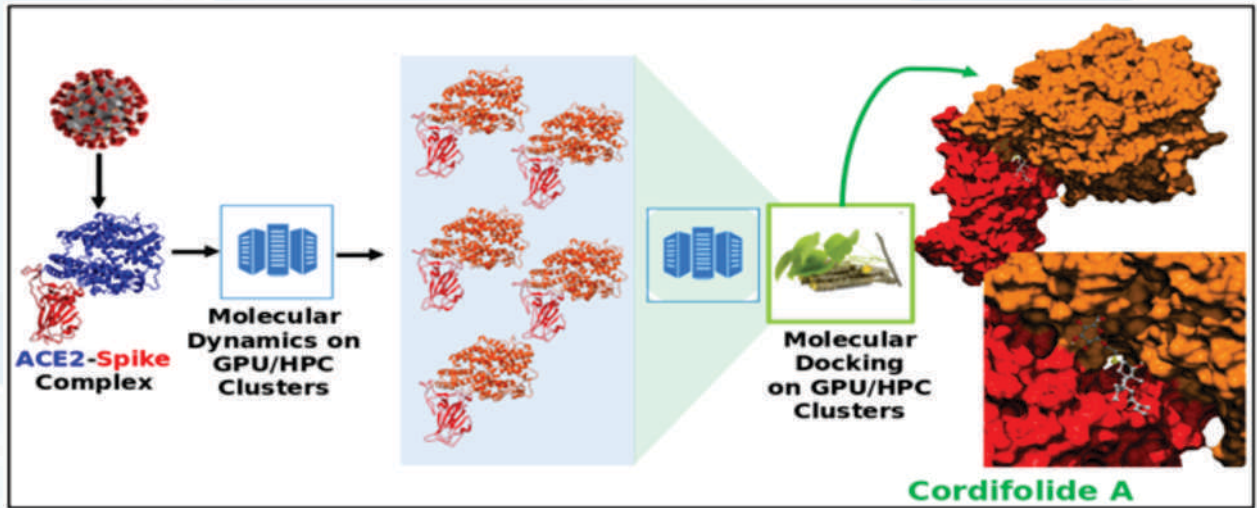 ACE2-Spike
Complex
Molecular
Dynamics on
GPU/HPC
Clusters
Molecular
Docking
on GPU/HPC
Clusters
Cordifolide A